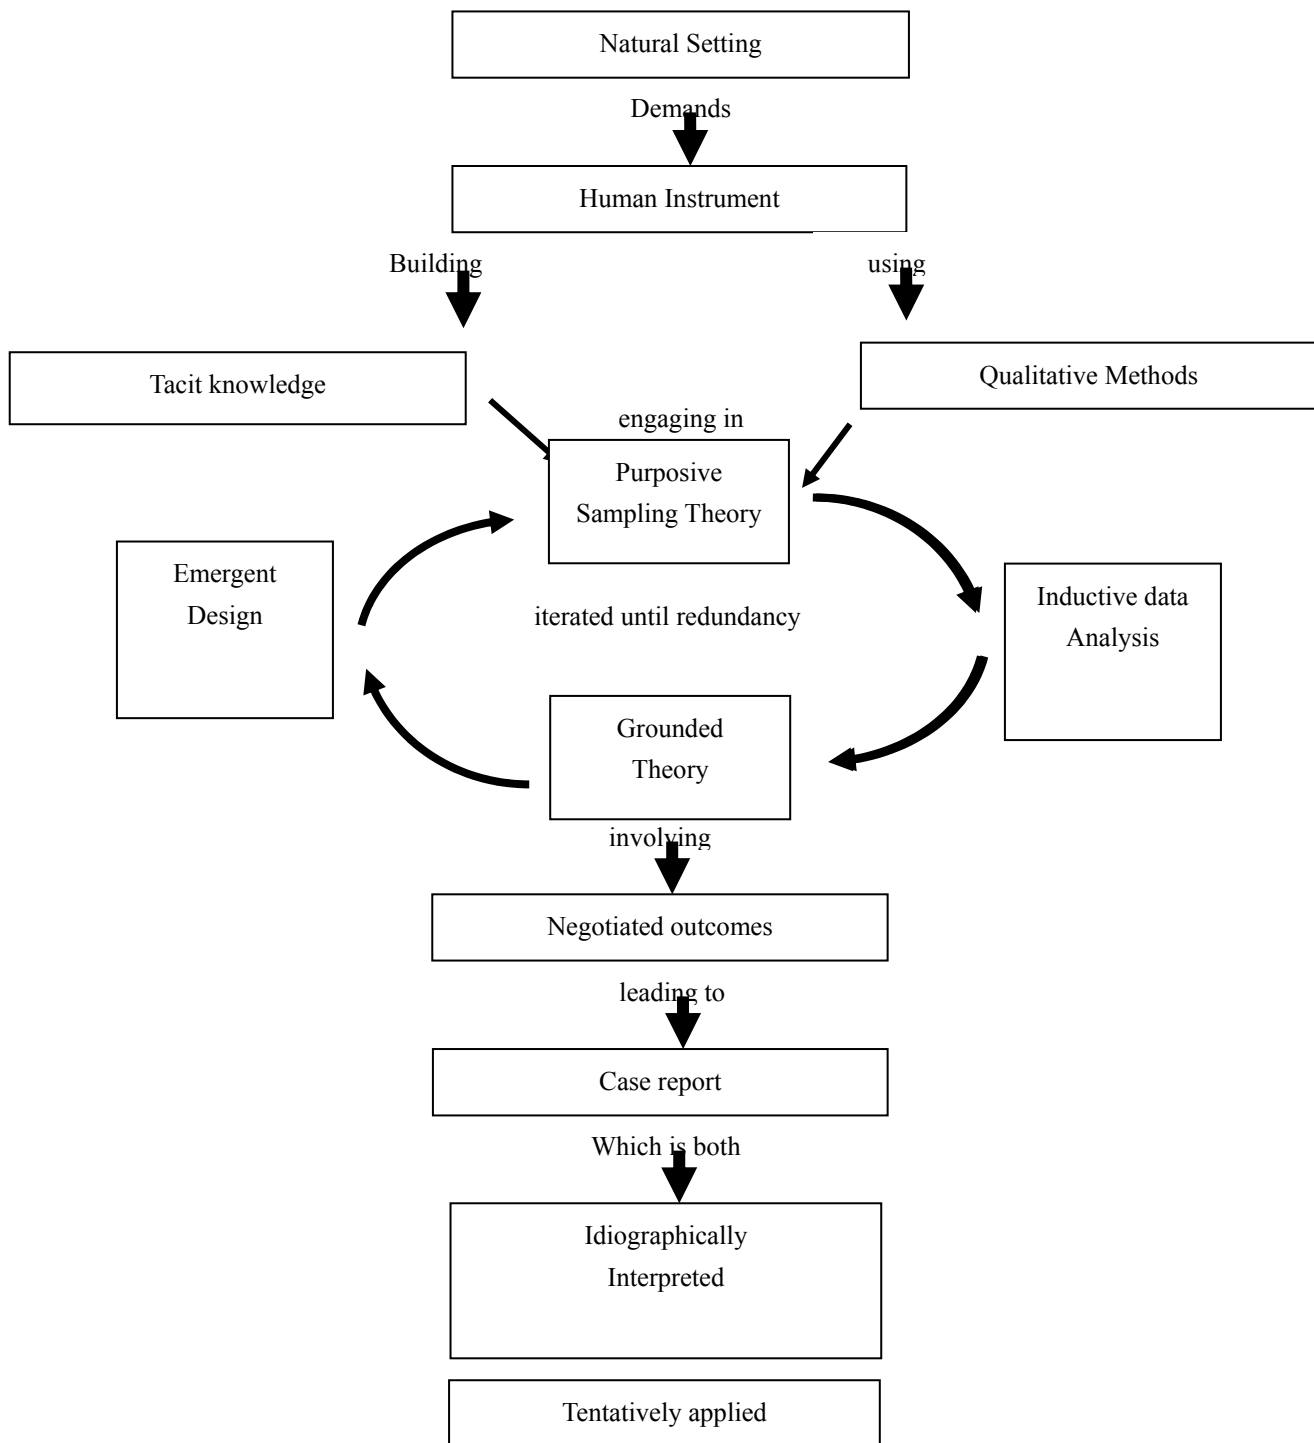 Natural Setting
Demands
Human Instrument
Building
using
Tacit knowledge
Qualitative Methods
engaging in
Purposive
Sampling Theory
Emergent
Design
Inductive data
Analysis
iterated until redundancy
Grounded
Theory
involving
Negotiated outcomes
leading to
Case report
Which is both
Idiographically
Interpreted
Tentatively applied